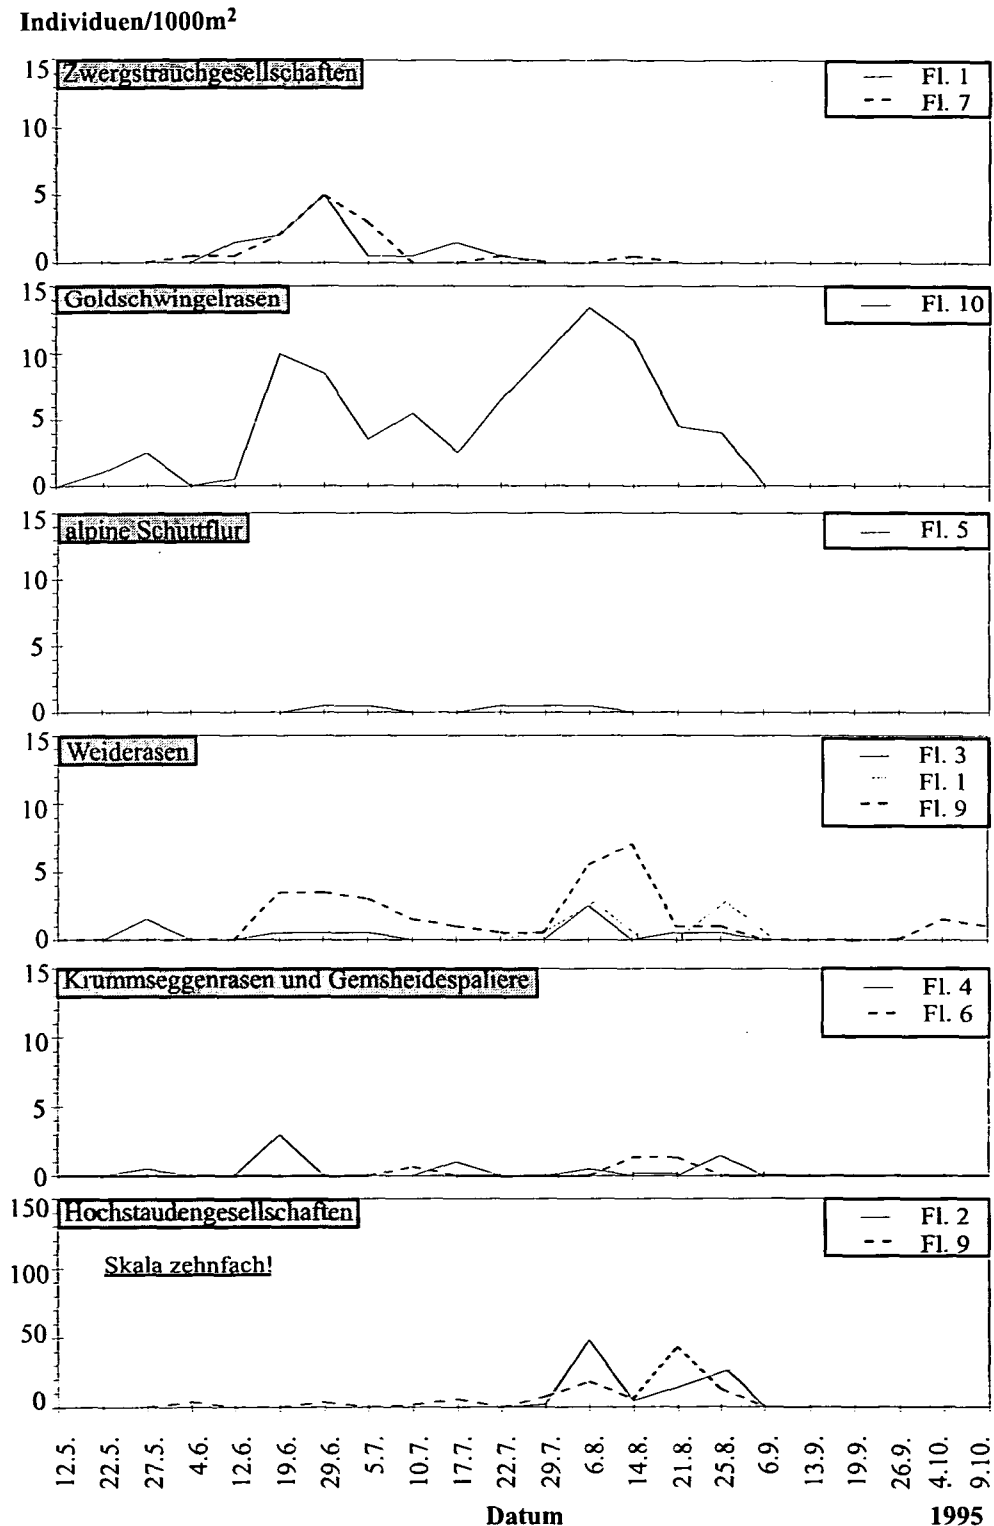 Individuen/1000m²
15
Zwergstrauchgesellschaften
Fl. 1
Fl. 7
10
5
0
15
Goldschwingelrasen
Fl. 10
10
5
0
15
alpine Schuttflur
Fl. 5
10
5
0
15
Weiderasen
Fl. 3
Fl. 1
Fl. 9
10
5
0
15
Krummseggenrasen und Gemsheidespaliere
Fl. 4
Fl. 6
10
5
0
150
Hochstaudengesellschaften
Fl. 2
Fl. 9
Skala zehnfach!
100
50
0
12.5. 22.5. 27.5. 4.6. 12.6. 19.6. 29.6. 5.7. 10.7. 17.7. 22.7. 29.7. 6.8. 14.8. 21.8. 25.8. 6.9. 13.9. 19.9. 26.9. 4.10. 9.10.
Datum 1995